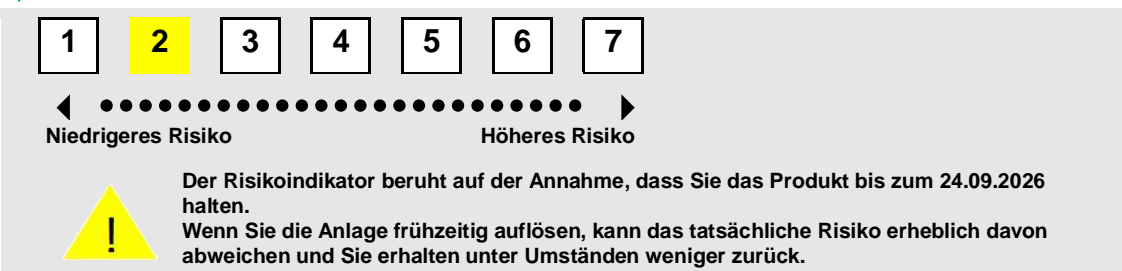 1 2 3 4 5 6 7
Niedrigeres Risiko Höheres Risiko
Der Risikoindikator beruht auf der Annahme, dass Sie das Produkt bis zum 24.09.2026
halten.
Wenn Sie die Anlage frühzeitig auflösen, kann das tatsächliche Risiko erheblich davon
abweichen und Sie erhalten unter Umständen weniger zurück.
!